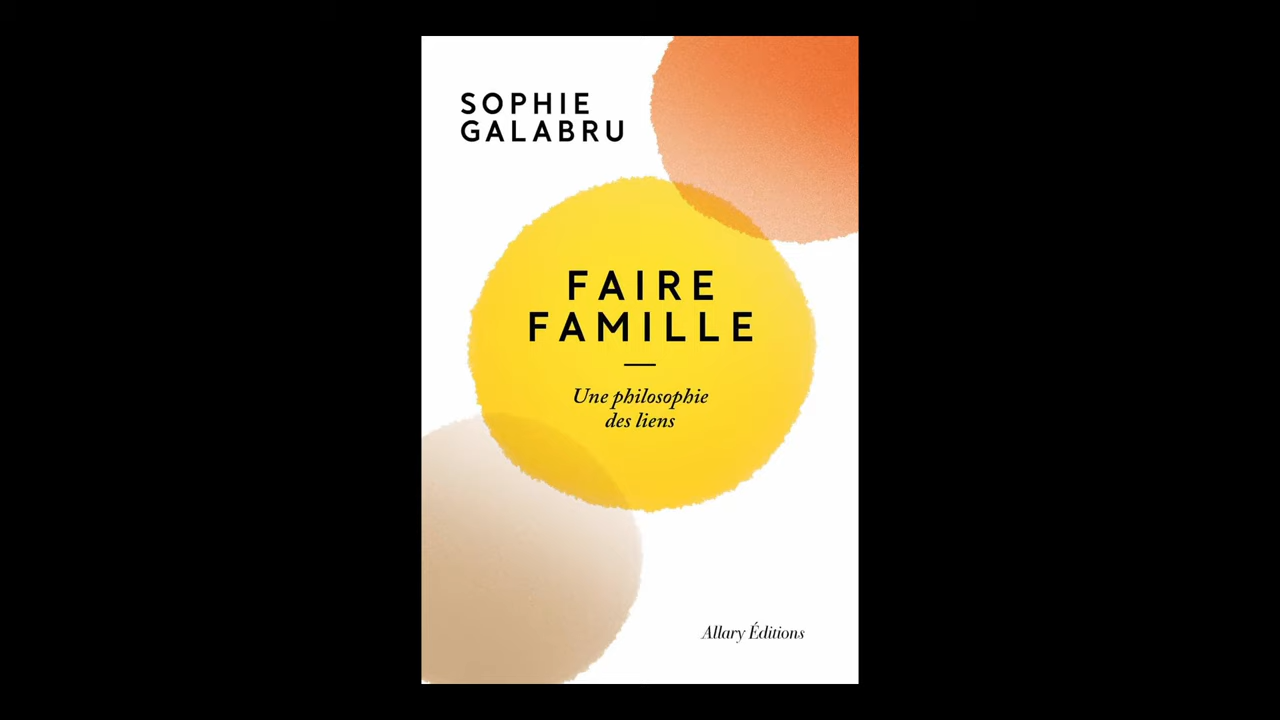 SOPHIE
GALABRU
FAIRE
FAMILLE
Une philosophie
des liens
Allary Éditions